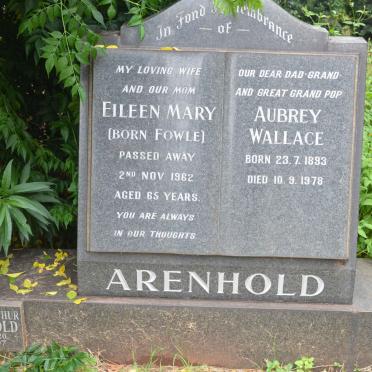 In Fond Remembrance
of
MY LOVING WIFE
AND OUR MOM
EILEEN MARY
(BORN FOWLE)
PASSED AWAY
2ND NOV 1962
AGED 65 YEARS.
YOU ARE ALWAYS
IN OUR THOUGHTS
OUR DEAR DAD-GRAND-
AND GREAT GRAND POP
AUBREY
WALLACE
BORN 23.7.1893
DIED 10.9.1978
ARENHOLD